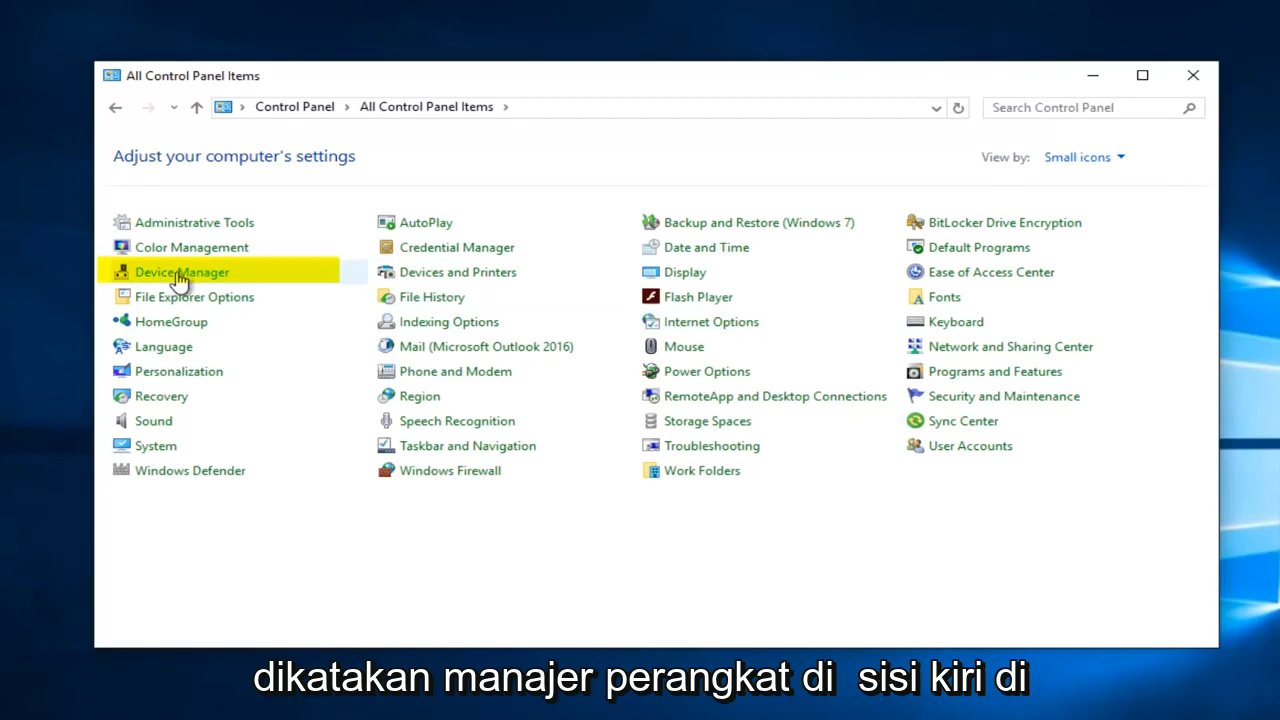 All Control Panel Items
Control Panel > All Control Panel Items >
Search Control Panel
Adjust your computer's settings
View by: Small icons
Administrative Tools
Color Management
Device Manager
File Explorer Options
HomeGroup
Language
Personalization
Recovery
Sound
System
Windows Defender
AutoPlay
Credential Manager
Devices and Printers
File History
Indexing Options
Mail (Microsoft Outlook 2016)
Phone and Modem
Region
Speech Recognition
Taskbar and Navigation
Windows Firewall
Backup and Restore (Windows 7)
Date and Time
Display
Flash Player
Internet Options
Mouse
Power Options
RemoteApp and Desktop Connections
Storage Spaces
Troubleshooting
Work Folders
BitLocker Drive Encryption
Default Programs
Ease of Access Center
Fonts
Keyboard
Network and Sharing Center
Programs and Features
Security and Maintenance
Sync Center
User Accounts
dikatakan manajer perangkat di sisi kiri di